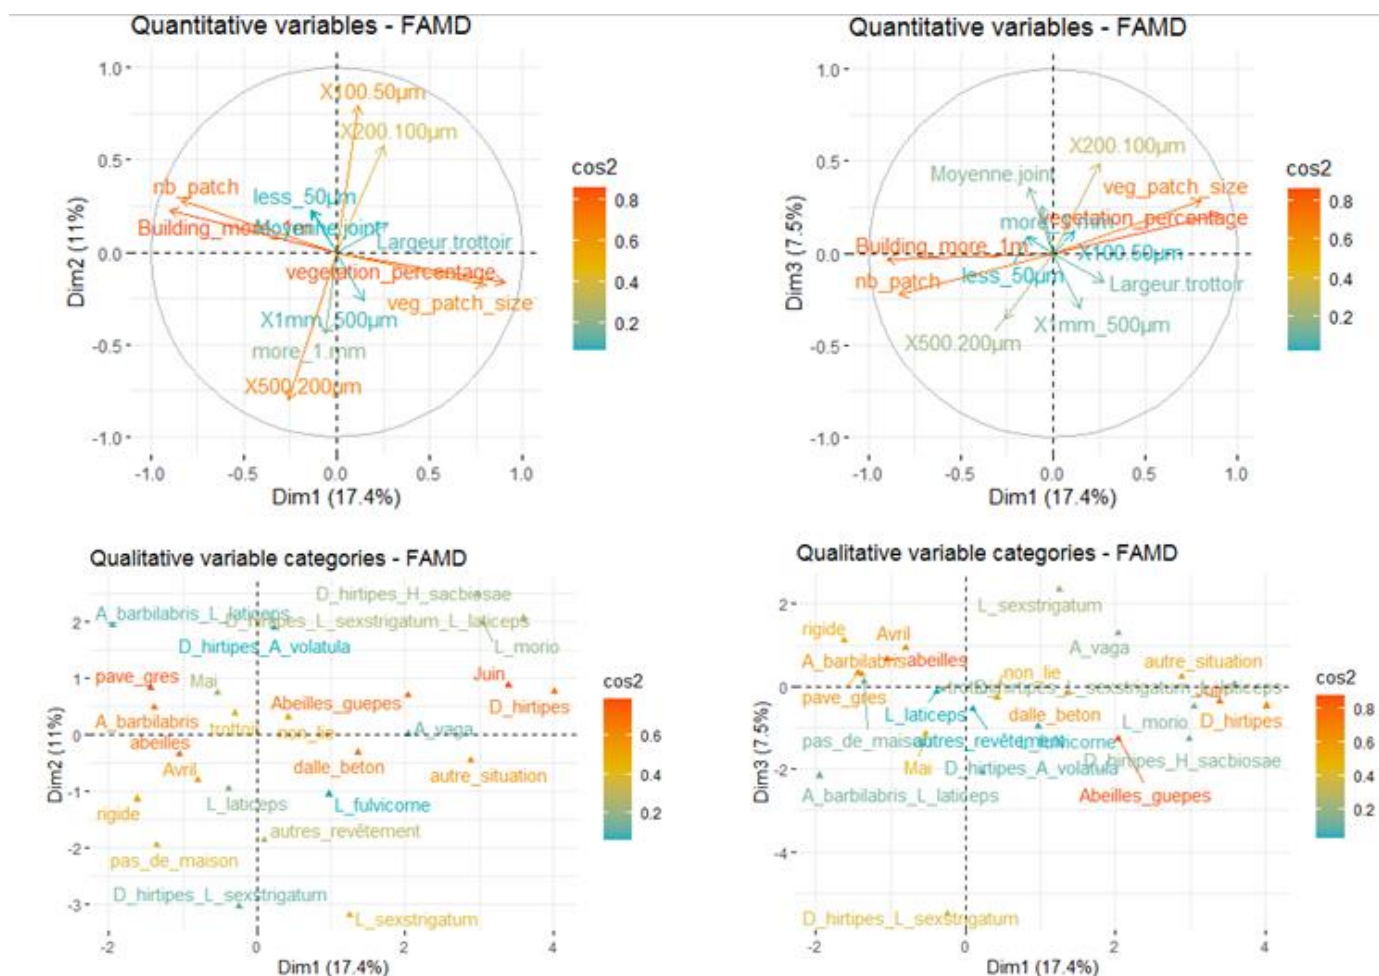 Quantitative variables - FAMD
1.0
0.5
0.0
-0.5
-1.0
Dim2 (11%)
X100.50µm
X200.100µm
nb_patch
less_50µm
Building_more_1m
Moyenne.joint
Largeur.trottoir
vegetation_percentage
veg_patch_size
X1mm_500µm
more_1.mm
X500.200µm
-1.0
-0.5
0.0
0.5
1.0
Dim1 (17.4%)
cos2
0.8
0.6
0.4
0.2
Quantitative variables - FAMD
1.0
0.5
0.0
-0.5
-1.0
Dim3 (7.5%)
X200.100µm
Moyenne.joint
veg_patch_size
more_1.mm
vegetation_percentage
Building_more_1m
X100.50µm
less_50µm
nb_patch
Largeur.trottoir
X1mm_500µm
X500.200µm
-1.0
-0.5
0.0
0.5
1.0
Dim1 (17.4%)
cos2
0.8
0.6
0.4
0.2
Qualitative variable categories - FAMD
2
1
0
-1
-2
-3
Dim2 (11%)
D_hirtipes_H_sacbiosae
A_barbilabris_L_laticeps
D_hirtipes_L_sexstrigatum_L_laticeps
D_hirtipes_A_volatula
L_morio
pave_gres
Mai
Juin
Abeilles_guepes
D_hirtipes
A_barbilabris
trottoir
non_lie
A_vaga
abeilles
dalle_beton
autre_situation
Avril
L_laticeps
L_fulvicorne
rigide
autres_revêtement
pas_de_maison
D_hirtipes_L_sexstrigatum
L_sexstrigatum
-2
0
2
4
Dim1 (17.4%)
cos2
0.6
0.4
0.2
Qualitative variable categories - FAMD
2
0
-2
-4
Dim3 (7.5%)
L_sexstrigatum
rigide
Avril
A_vaga
A_barbilabris
abeilles
non_lie
autre_situation
D_hirtipes_L_sexstrigatum_L_laticeps
pave_gres
L_laticeps
dalle_beton
L_morio
D_hirtipes
pas_de_maison
autres_revêtement
L_fulvicorne
Mai
D_hirtipes_A_volatula
D_hirtipes_H_sacbiosae
A_barbilabris_L_laticeps
Abeilles_guepes
D_hirtipes_L_sexstrigatum
-2
0
2
4
Dim1 (17.4%)
cos2
0.8
0.6
0.4
0.2